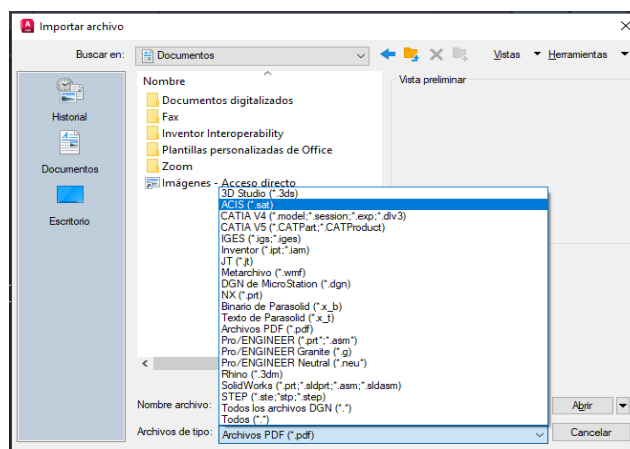 Importar archivo
Buscar en: Documentos Vistas Herramientas
Historial
Documentos
Escritorio
Nombre
Documentos digitalizados
Fax
Inventor Interoperability
Plantillas personalizadas de Office
Zoom
Imágenes - Acceso directo
Vista preliminar
3D Studio (*.3ds)
ACIS (*.sat)
CATIA V4 (*.model;*.session;*.exp;*.dlv3)
CATIA V5 (*.CATPart;*.CATProduct)
IGES (*.igs;*.iges)
Inventor (*.ipt;*.iam)
JT (*.jt)
Metarchivo (*.wmf)
DGN de MicroStation (*.dgn)
NX (*.prt)
Binario de Parasolid (*.x_b)
Texto de Parasolid (*.x_t)
Archivos PDF (*.pdf)
Pro/ENGINEER (*.prt*;*.asm*)
Pro/ENGINEER Granite (*.g)
Pro/ENGINEER Neutral (*.neu*)
Rhino (*.3dm)
SolidWorks (*.prt;*.sldprt;*.asm;*.sldasm)
STEP (*.ste;*stp;*.step)
Todos los archivos DGN (*.*)
Todos (*.*)
Nombre archivo: Abrir
Archivos de tipo: Archivos PDF (*.pdf) Cancelar